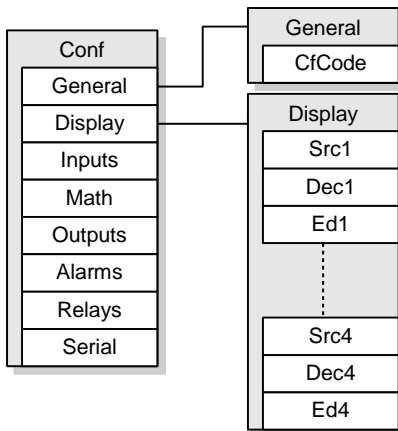 Conf
General
Display
Inputs
Math
Outputs
Alarms
Relays
Serial
General
CfCode
Display
Src1
Dec1
Ed1
Src4
Dec4
Ed4